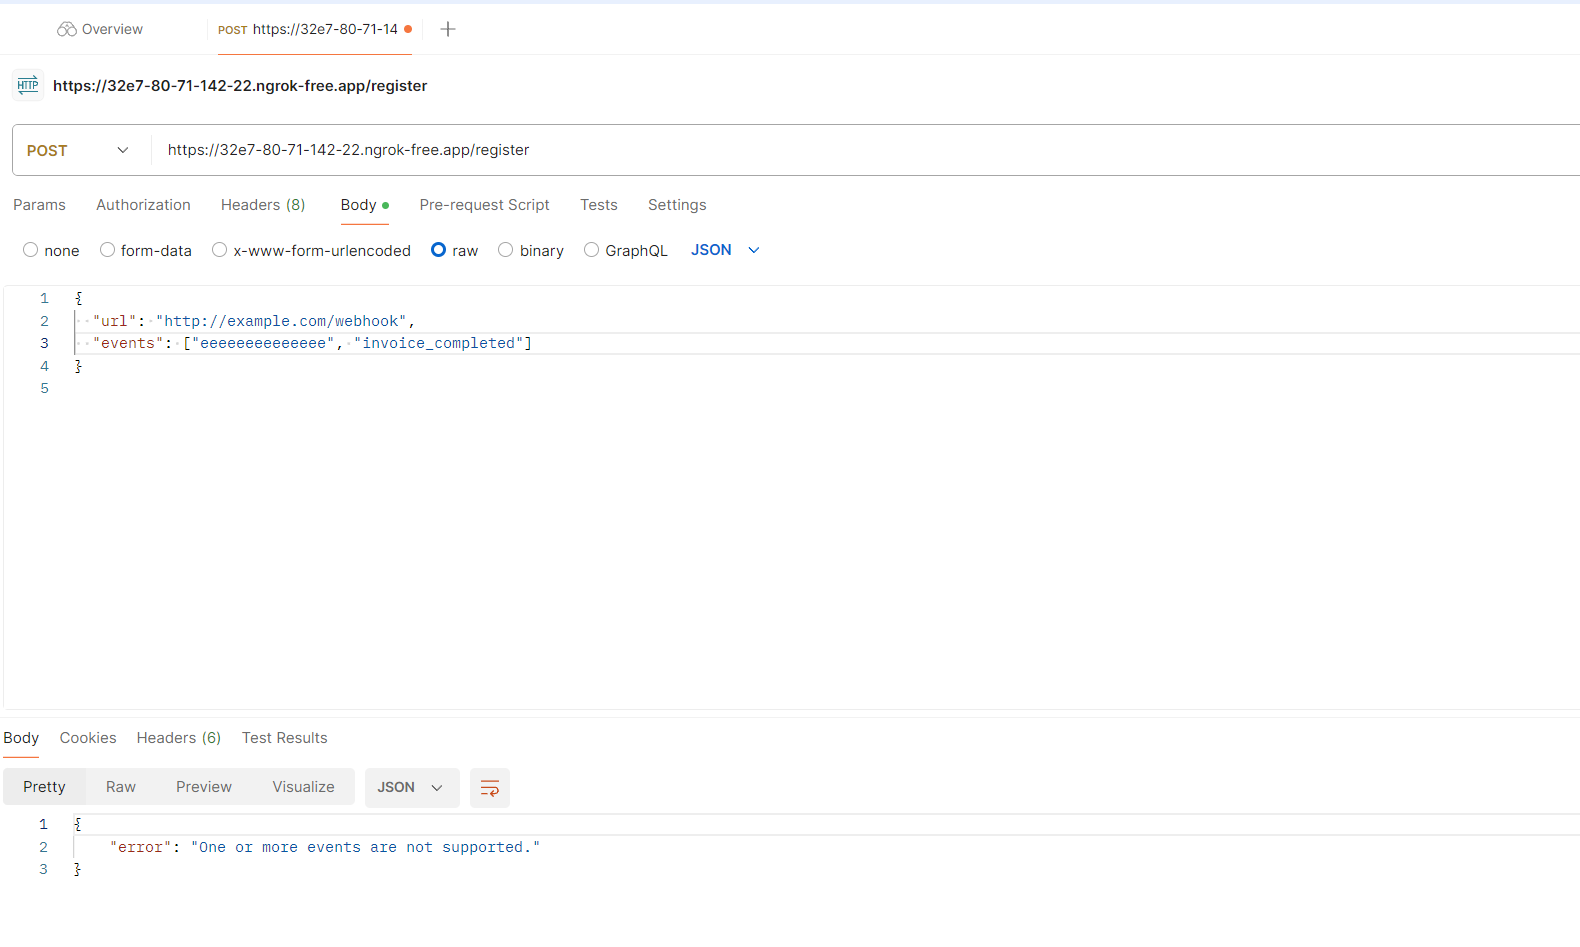 Overview
POST https://32e7-80-71-14
HTTP https://32e7-80-71-142-22.ngrok-free.app/register
POST https://32e7-80-71-142-22.ngrok-free.app/register
Params Authorization Headers (8) Body Pre-request Script Tests Settings
none form-data x-www-form-urlencoded raw binary GraphQL JSON
1 {
2 "url": "http://example.com/webhook",
3 "events": ["eeeeeeeeeeeeee", "invoice_completed"]
4 }
5
Body Cookies Headers (6) Test Results
Pretty Raw Preview Visualize JSON
1 {
2 "error": "One or more events are not supported."
3 }